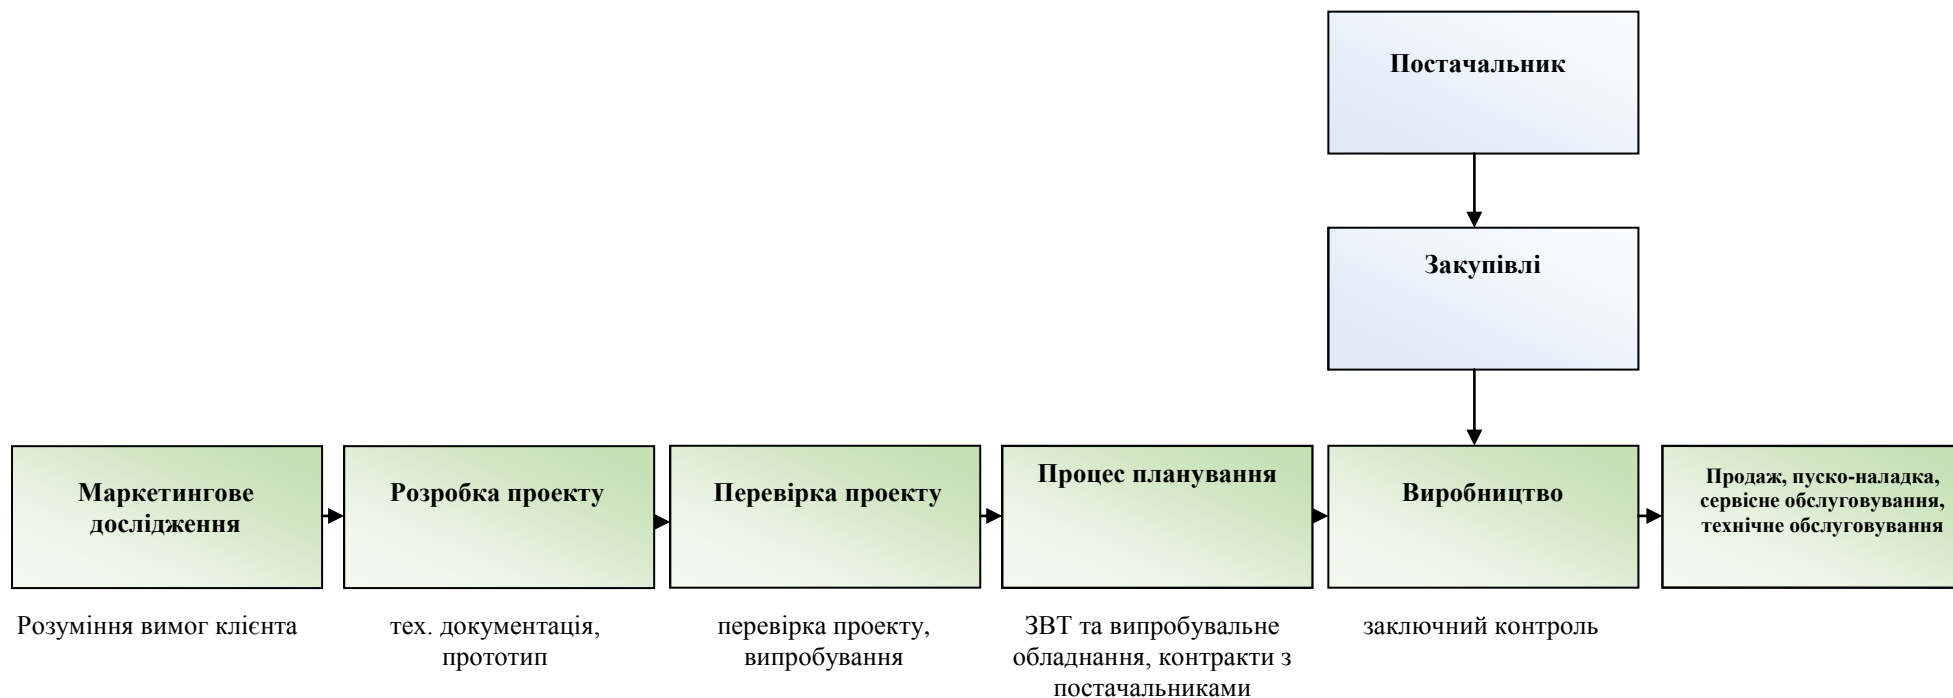 Постачальник
Закупівлі
Маркетингове
дослідження
Розробка проекту
Перевірка проекту
Процес планування
Виробництво
Продаж, пуско-наладка,
сервісне обслуговування,
технічне обслуговування
Розуміння вимог клієнта
тех. документація,
прототип
перевірка проекту,
випробування
ЗВТ та випробувальне
обладнання, контракти з
постачальниками
заключний контроль